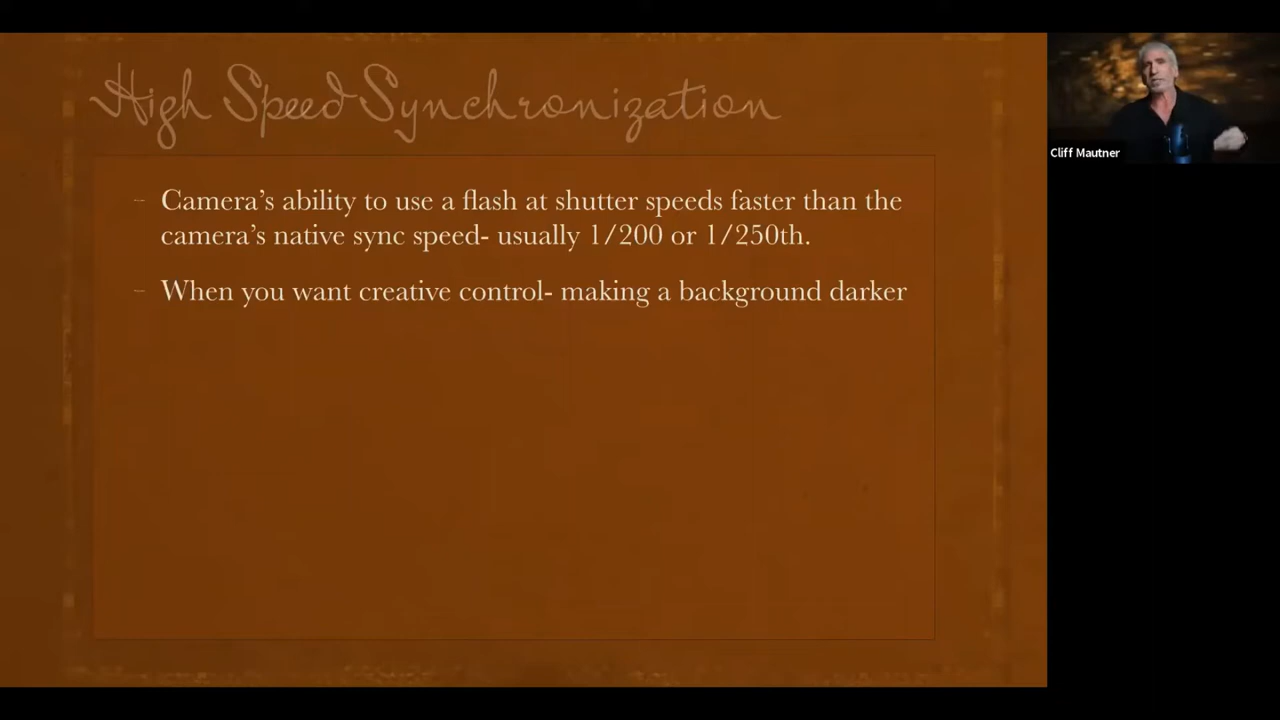 High Speed Synchronization
– Camera's ability to use a flash at shutter speeds faster than the
camera's native sync speed- usually 1/200 or 1/250th.
– When you want creative control- making a background darker
Cliff Mautner